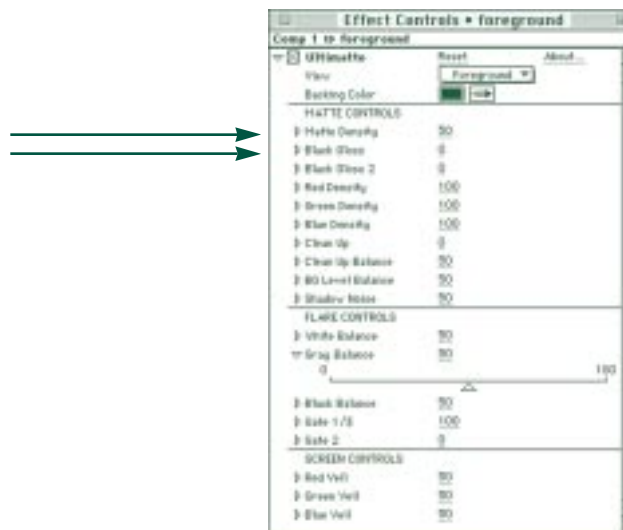 Effect Controls • foreground
Comp 1 • foreground
Ultimatte Reset About...
View Foreground
Backing Color
MATTE CONTROLS
Matte Density 50
Black Gloss 0
Black Gloss 2 0
Red Density 100
Green Density 100
Blue Density 100
Clean Up 0
Clean Up Balance 50
BG Level Balance 50
Shadow Noise 50
FLARE CONTROLS
White Balance 50
Gray Balance 50
0 100
Black Balance 50
Gate 1/3 100
Gate 2 0
SCREEN CONTROLS
Red Veil 50
Green Veil 50
Blue Veil 50